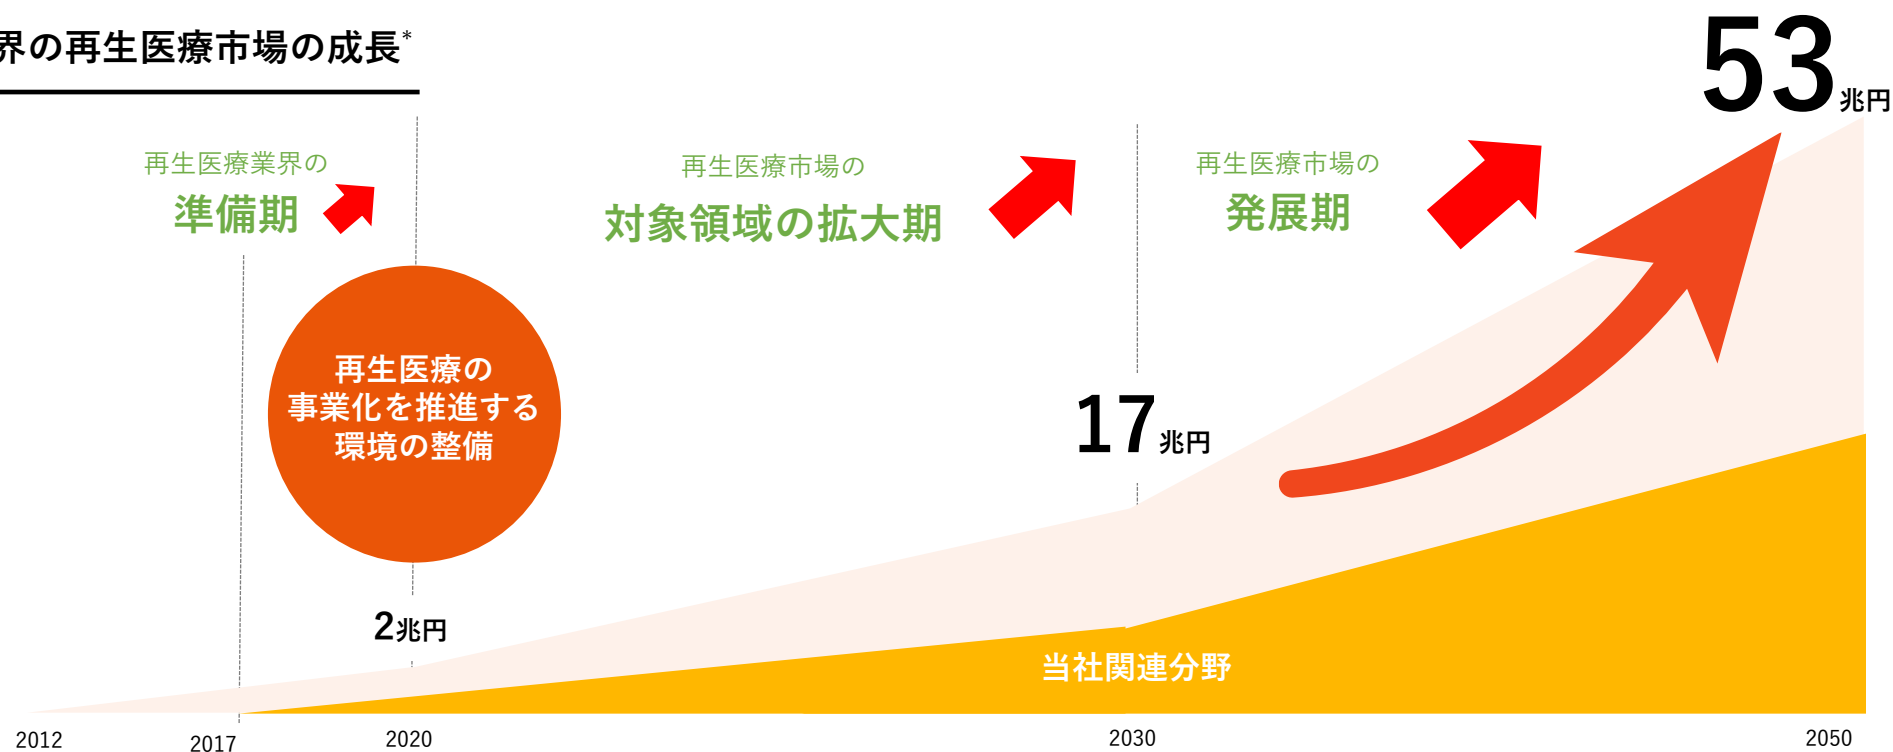 界の再生医療市場の成長*
53兆円
再生医療業界の
準備期
再生医療市場の
対象領域の拡大期
再生医療市場の
発展期
再生医療の
事業化を推進する
環境の整備
17兆円
2兆円
当社関連分野
2012
2017
2020
2030
2050